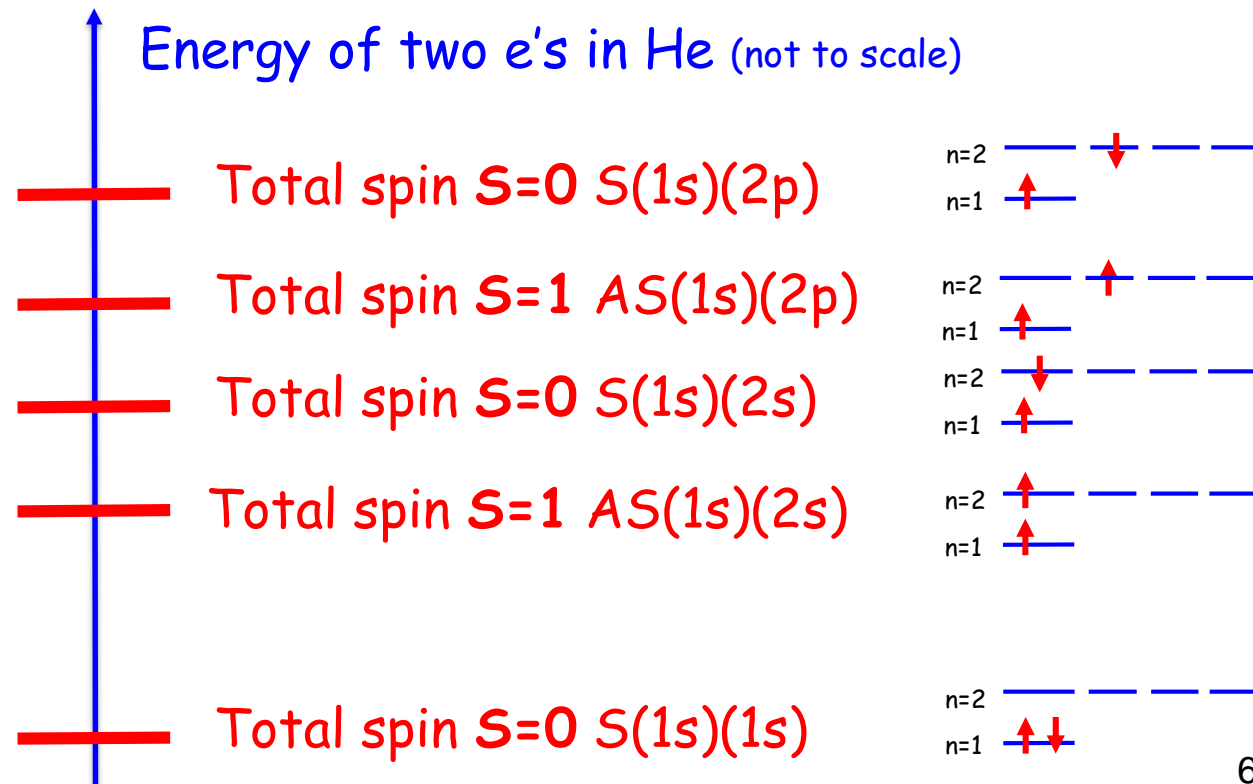 Energy of two e's in He (not to scale)
Total spin S=0 S(1s)(2p)
n=2
n=1
Total spin S=1 AS(1s)(2p)
n=2
n=1
Total spin S=0 S(1s)(2s)
n=2
n=1
Total spin S=1 AS(1s)(2s)
n=2
n=1
Total spin S=0 S(1s)(1s)
n=2
n=1
6